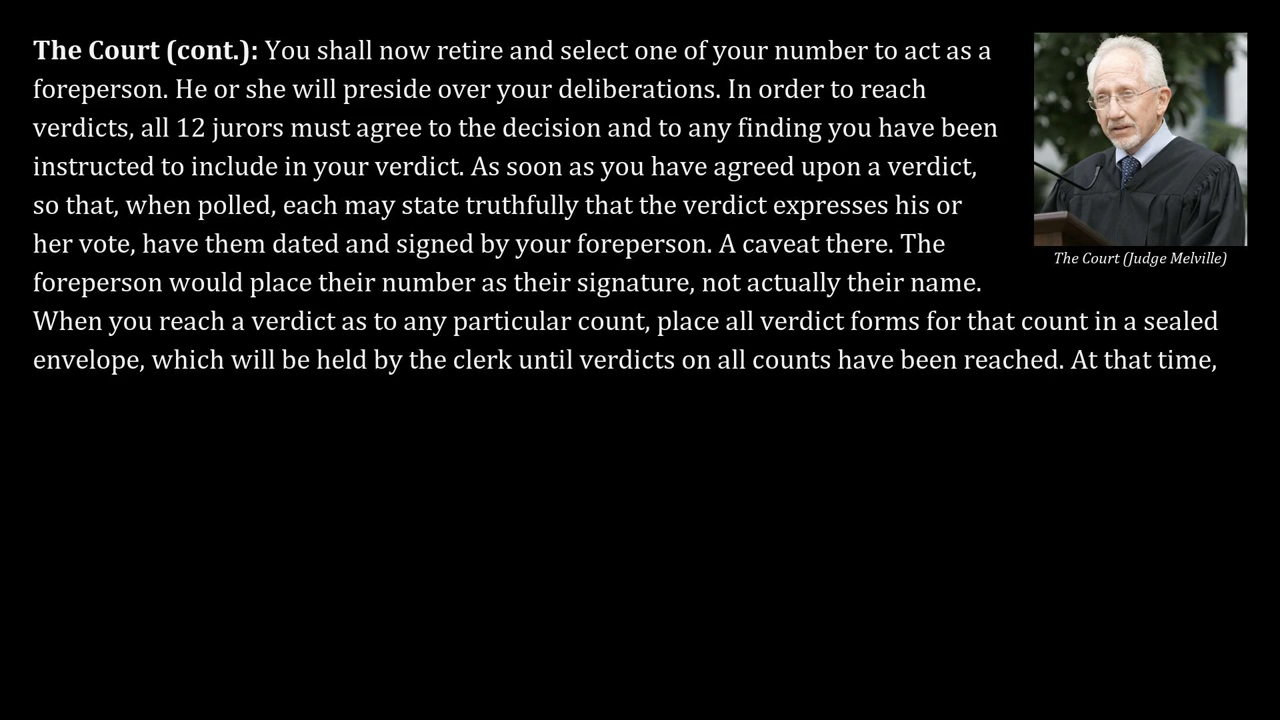 The Court (cont.): You shall now retire and select one of your number to act as a
foreperson. He or she will preside over your deliberations. In order to reach
verdicts, all 12 jurors must agree to the decision and to any finding you have been
instructed to include in your verdict. As soon as you have agreed upon a verdict,
so that, when polled, each may state truthfully that the verdict expresses his or
her vote, have them dated and signed by your foreperson. A caveat there. The
foreperson would place their number as their signature, not actually their name.
When you reach a verdict as to any particular count, place all verdict forms for that count in a sealed
envelope, which will be held by the clerk until verdicts on all counts have been reached. At that time,
The Court (Judge Melville)